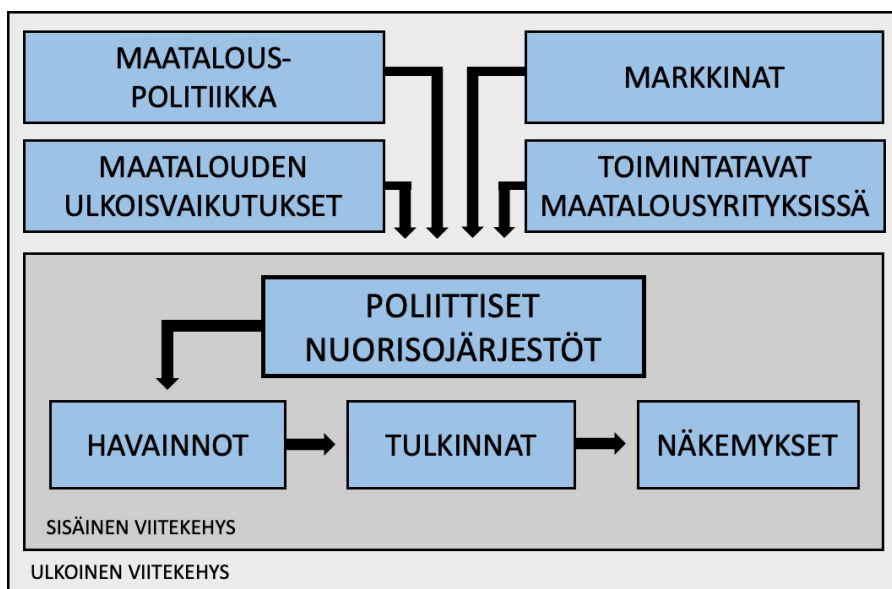 MAATALOUS-
POLITIIKKA
MARKKINAT
MAATALOUDEN
ULKOISVAIKUTUKSET
TOIMINTATAVAT
MAATALOUSYRITYKSISSÄ
POLIITTISET
NUORISOJÄRJESTÖT
HAVAINNOT
TULKINNAT
NÄKEMYKSET
SISÄINEN VIITEKEHYS
ULKOINEN VIITEKEHYS